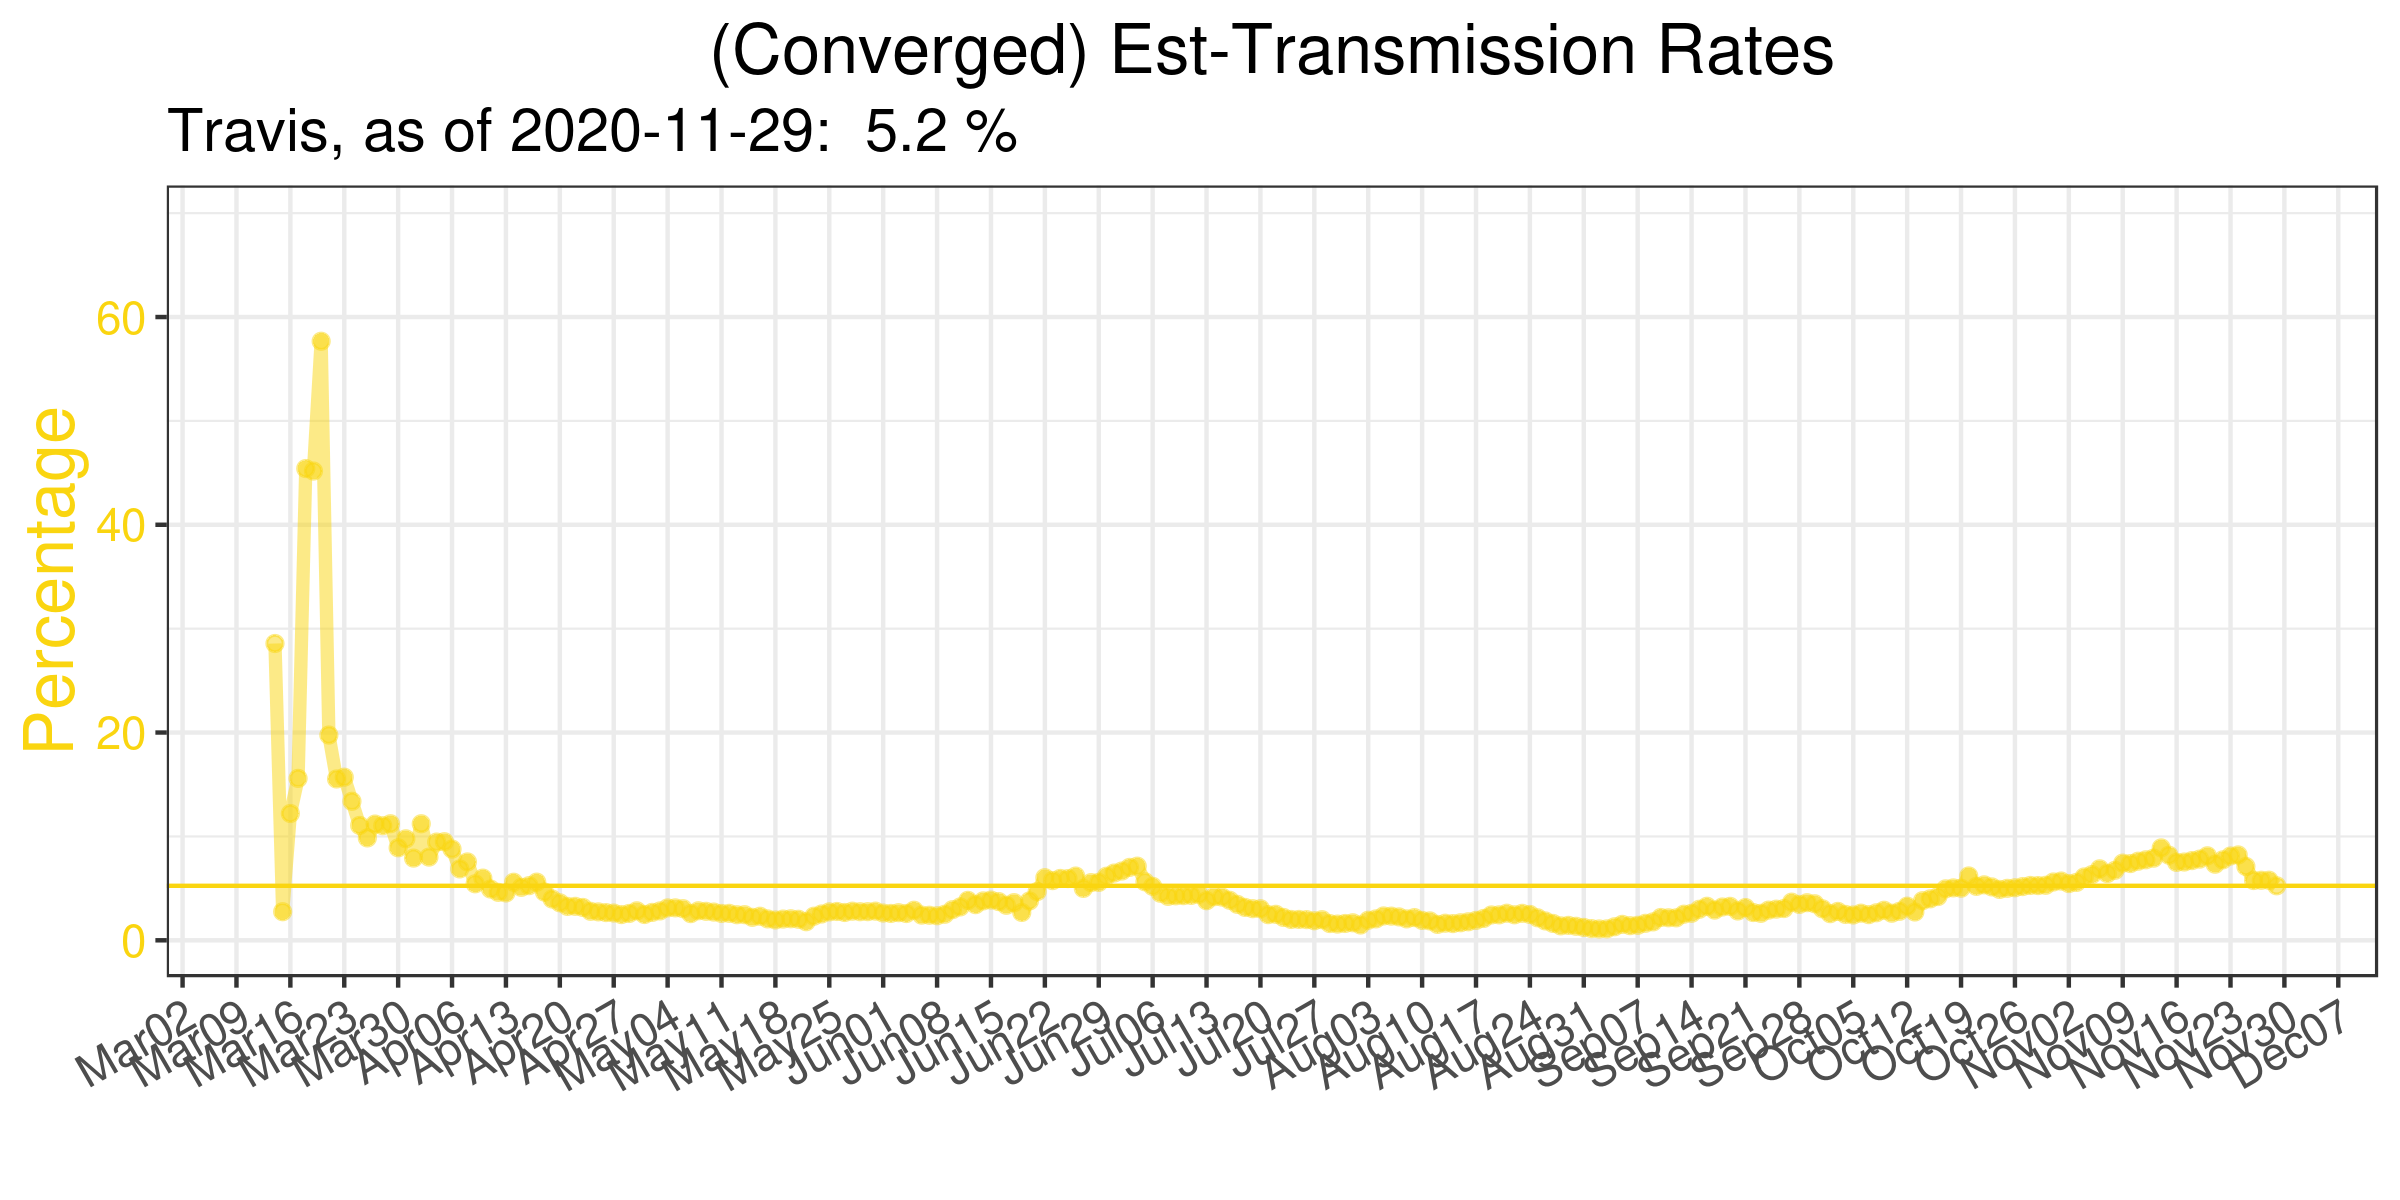 (Converged) Est-Transmission Rates
Travis, as of 2020-11-29:  5.2 %
Percentage
60
40
20
0
Mar02
Mar09
Mar16
Mar23
Mar30
Apr06
Apr13
Apr20
Apr27
May04
May11
May18
May25
Jun01
Jun08
Jun15
Jun22
Jun29
Jul06
Jul13
Jul20
Jul27
Aug03
Aug10
Aug17
Aug24
Aug31
Sep07
Sep14
Sep21
Sep28
Oct05
Oct12
Oct19
Oct26
Nov02
Nov09
Nov16
Nov23
Nov30
Dec07